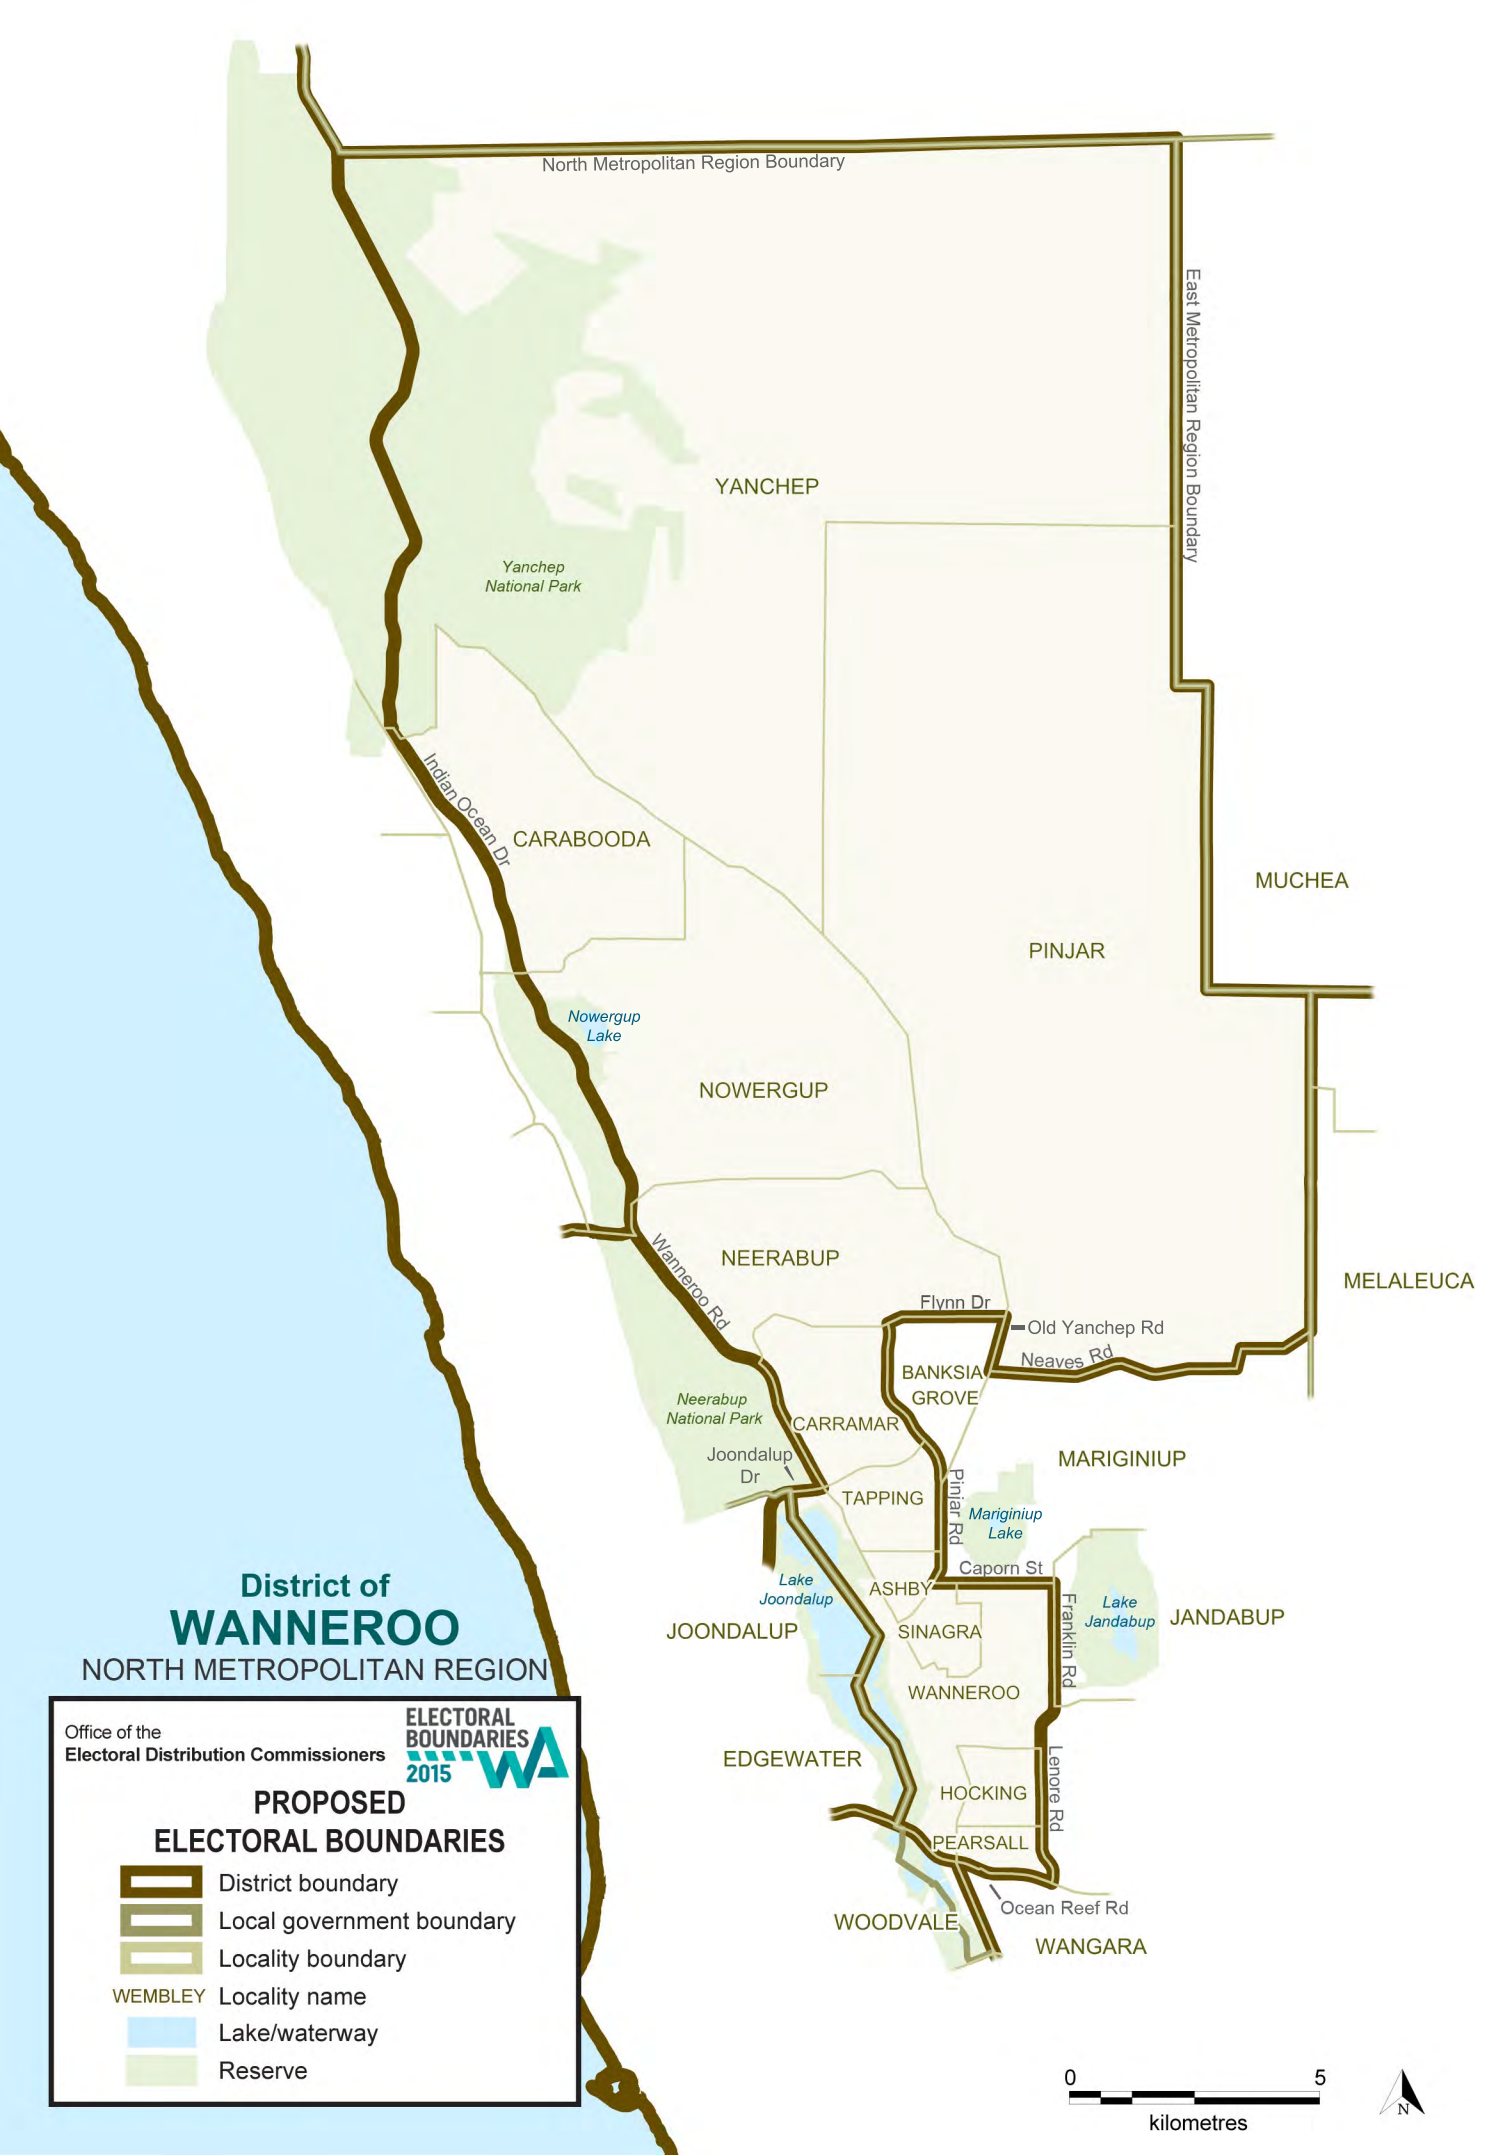 North Metropolitan Region Boundary
East Metropolitan Region Boundary
YANCHEP
Yanchep
National Park
Indian Ocean Dr
CARABOODA
MUCHEA
PINJAR
Nowergup
Lake
NOWERGUP
Wanneroo Rd
NEERABUP
MELALEUCA
Flynn Dr
Old Yanchep Rd
Neaves Rd
BANKSIA
GROVE
Neerabup
National Park
CARRAMAR
Joondalup
Dr
MARIGINIUP
TAPPING
Pinjar Rd
Mariginiup
Lake
Caporn St
Lake
Joondalup
ASHBY
Franklin Rd
Lake
Jandabup
JANDABUP
JOONDALUP
SINAGRA
WANNEROO
EDGEWATER
Lenore Rd
HOCKING
PEARSALL
Ocean Reef Rd
WOODVALE
WANGARA
District of
WANNEROO
NORTH METROPOLITAN REGION
Office of the
Electoral Distribution Commissioners
ELECTORAL
BOUNDARIES
2015 WA
PROPOSED
ELECTORAL BOUNDARIES
District boundary
Local government boundary
Locality boundary
WEMBLEY Locality name
Lake/waterway
Reserve
0 5
kilometres
N